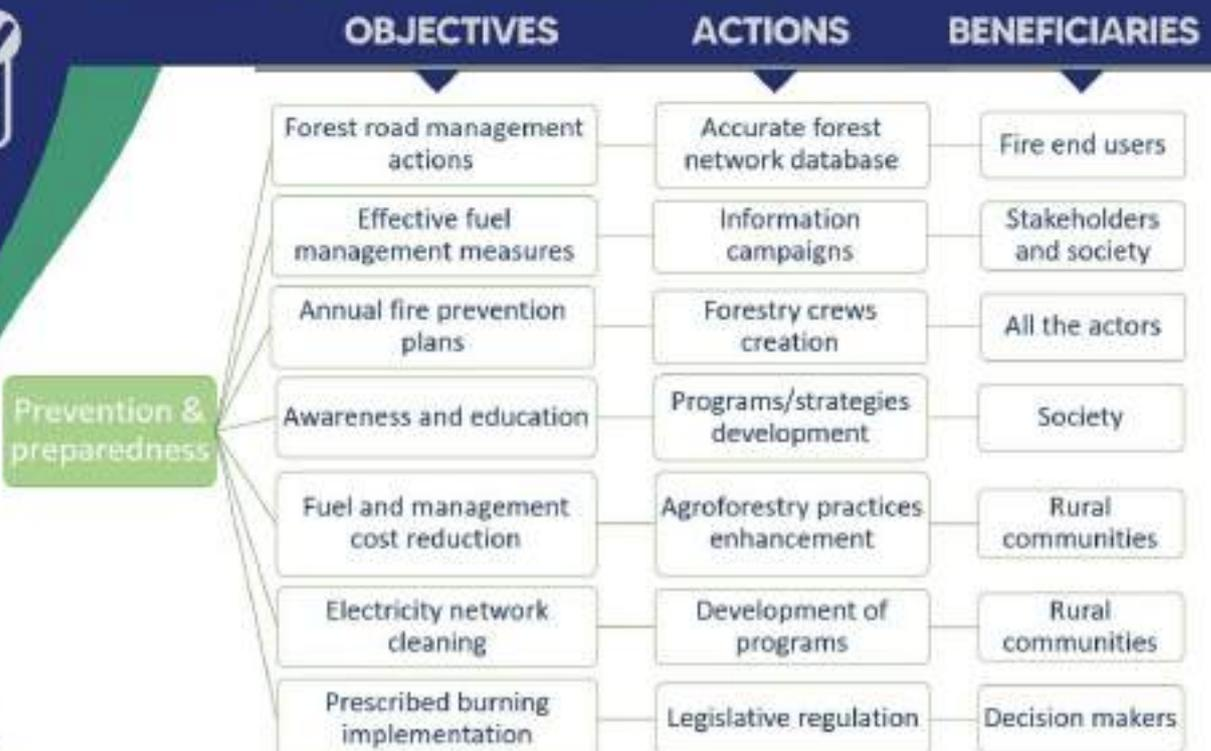 OBJECTIVES ACTIONS BENEFICIARIES
Prevention &
preparedness
Forest road management
actions
Accurate forest
network database
Fire end users
Effective fuel
management measures
Information
campaigns
Stakeholders
and society
Annual fire prevention
plans
Forestry crews
creation
All the actors
Awareness and education
Programs/strategies
development
Society
Fuel and management
cost reduction
Agroforestry practices
enhancement
Rural
communities
Electricity network
cleaning
Development of
programs
Rural
communities
Prescribed burning
implementation
Legislative regulation
Decision makers